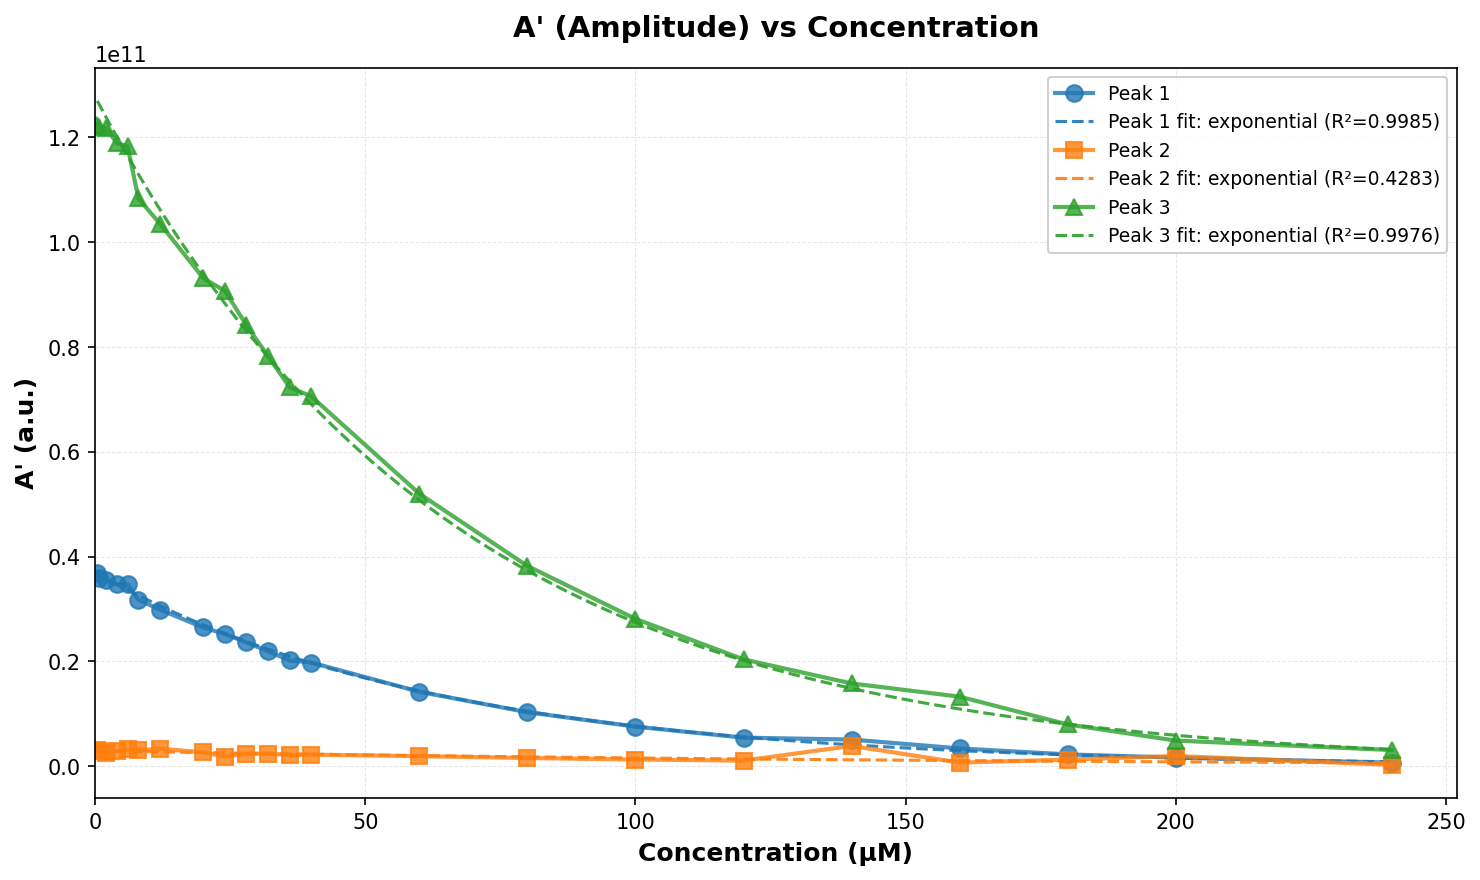 A' (Amplitude) vs Concentration
1e11
1.2
1.0
0.8
0.6
0.4
0.2
0.0
A' (a.u.)
0
50
100
150
200
250
Concentration (μM)
Peak 1
Peak 1 fit: exponential (R²=0.9985)
Peak 2
Peak 2 fit: exponential (R²=0.4283)
Peak 3
Peak 3 fit: exponential (R²=0.9976)